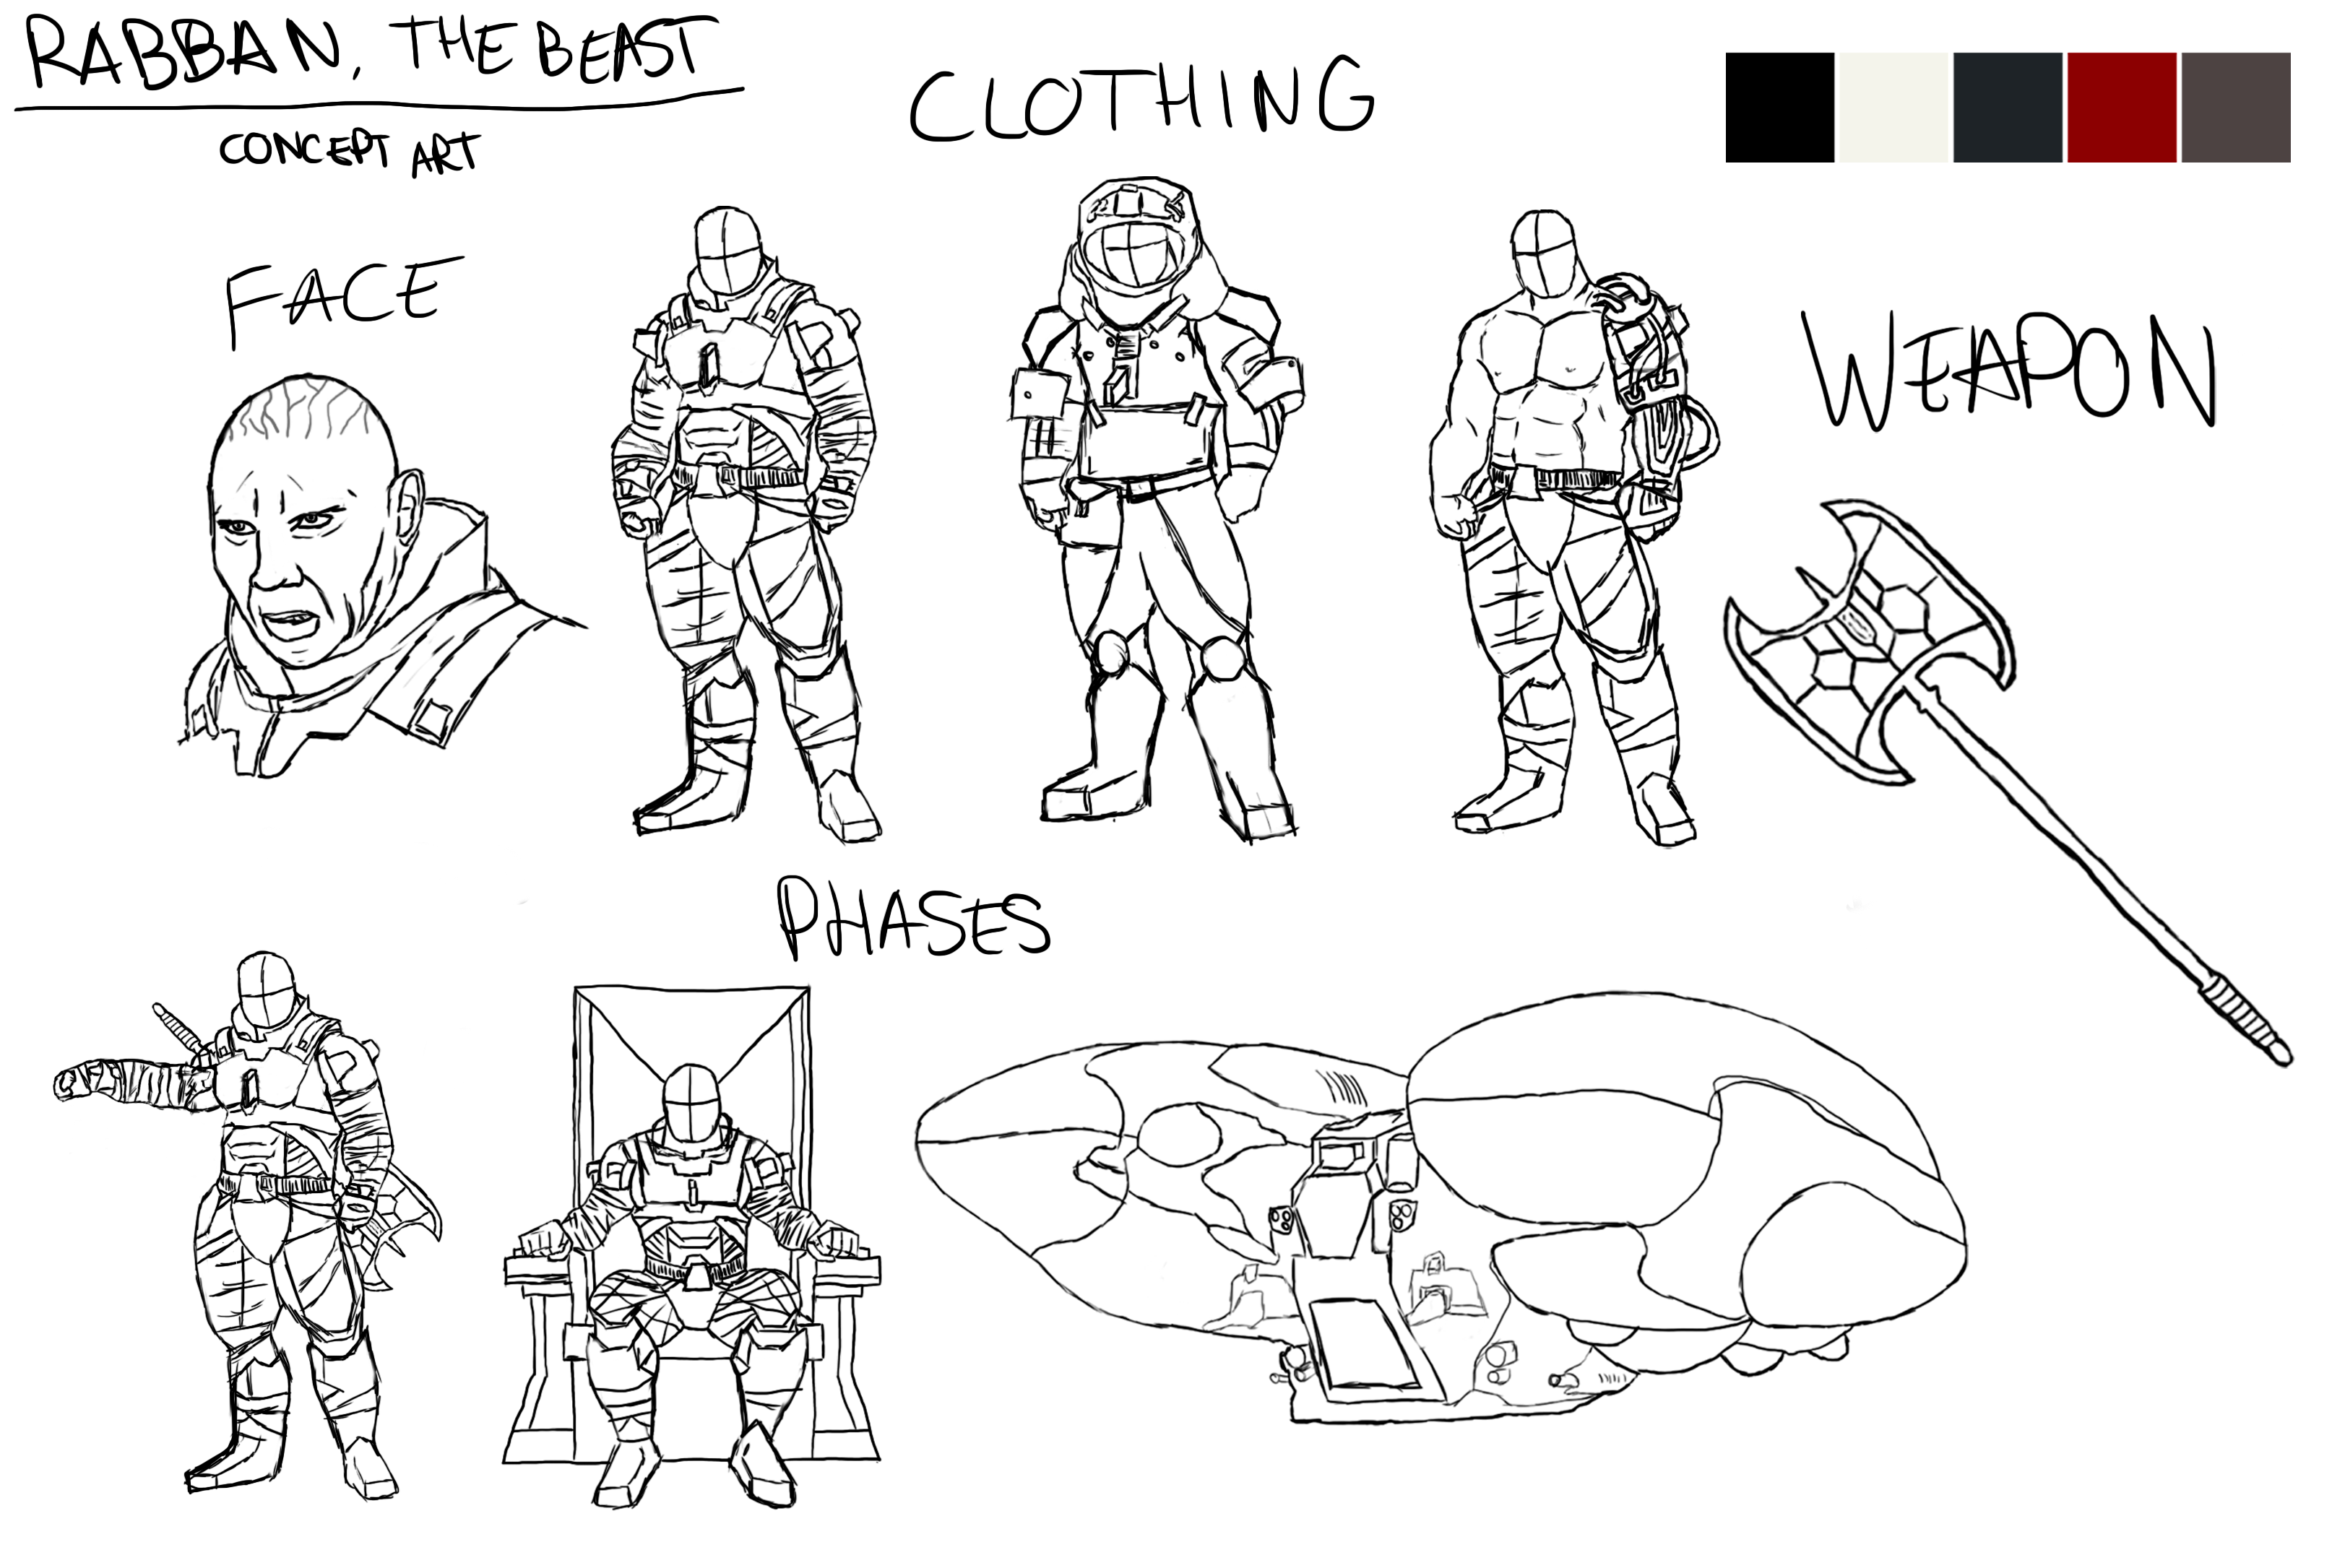 RABBAN, THE BEAST
CONCEPT ART
CLOTHING
FACE
WEAPON
PHASES